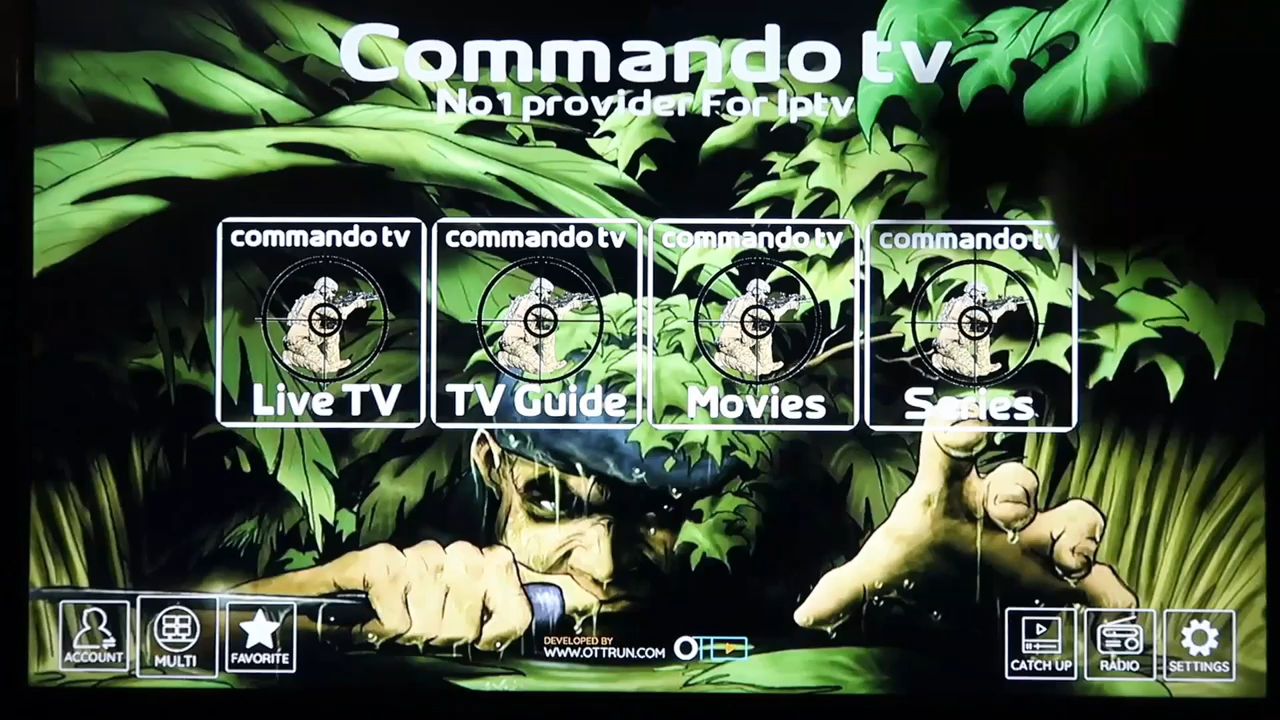 Commando tv
No1 provider For Iptv
commando tv
Live TV
commando tv
TV Guide
commando tv
Movies
commando tv
Series
ACCOUNT
MULTI
FAVORITE
DEVELOPED BY
WWW.OTTRUN.COM
CATCH UP
RADIO
SETTINGS